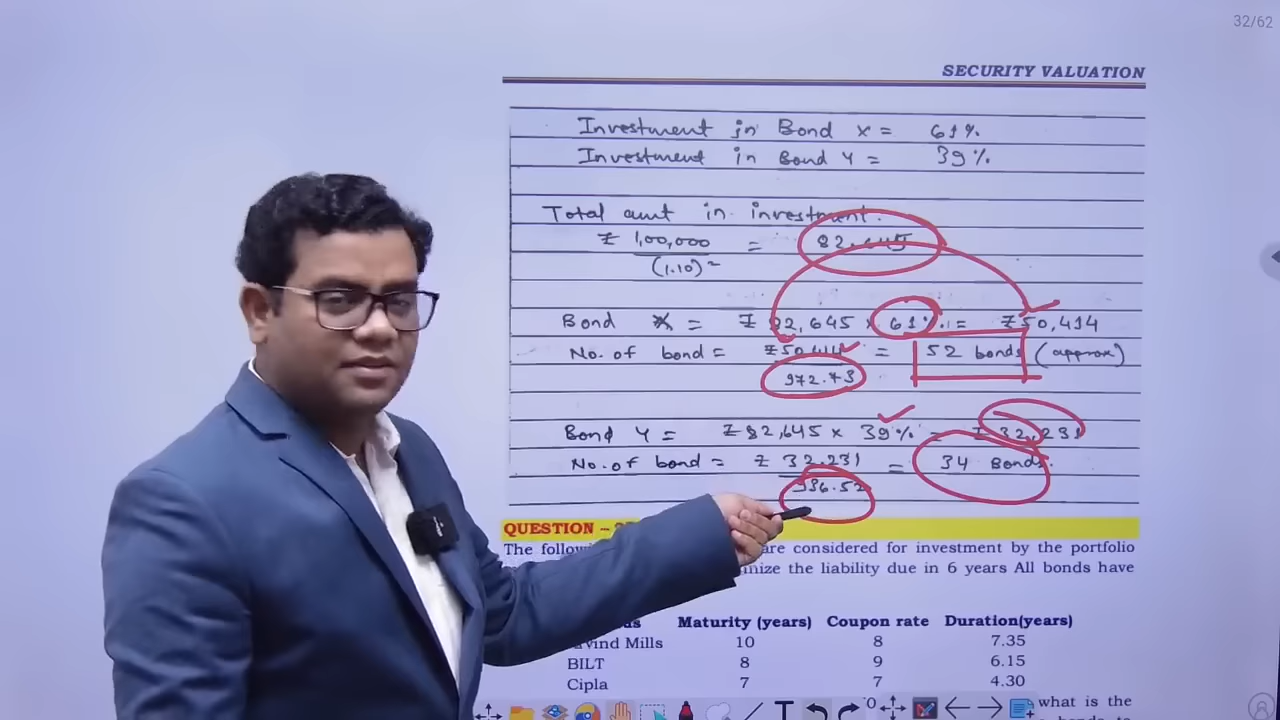 32/62
SECURITY VALUATION
Investment in Bond X = 61%
Investment in Bond Y = 39%
Total amt in investment.
₹ 1,00,000 / (1.10)² = 82,645
Bond X = ₹ 82,645 × 61% = ₹50,414
No. of bond = ₹50,414 / 972.73 = 52 bonds (approx)
Bond Y = ₹82,645 × 39% = ₹32,231
No. of bond = ₹ 32,231 / 936.52 = 34 Bonds.
QUESTION –
The are considered for investment by the portfolio
the liability due in 6 years All bonds have
Maturity (years) Coupon rate Duration(years)
Mills 10 8 7.35
BILT 8 9 6.15
Cipla 7 7 4.30
what is the